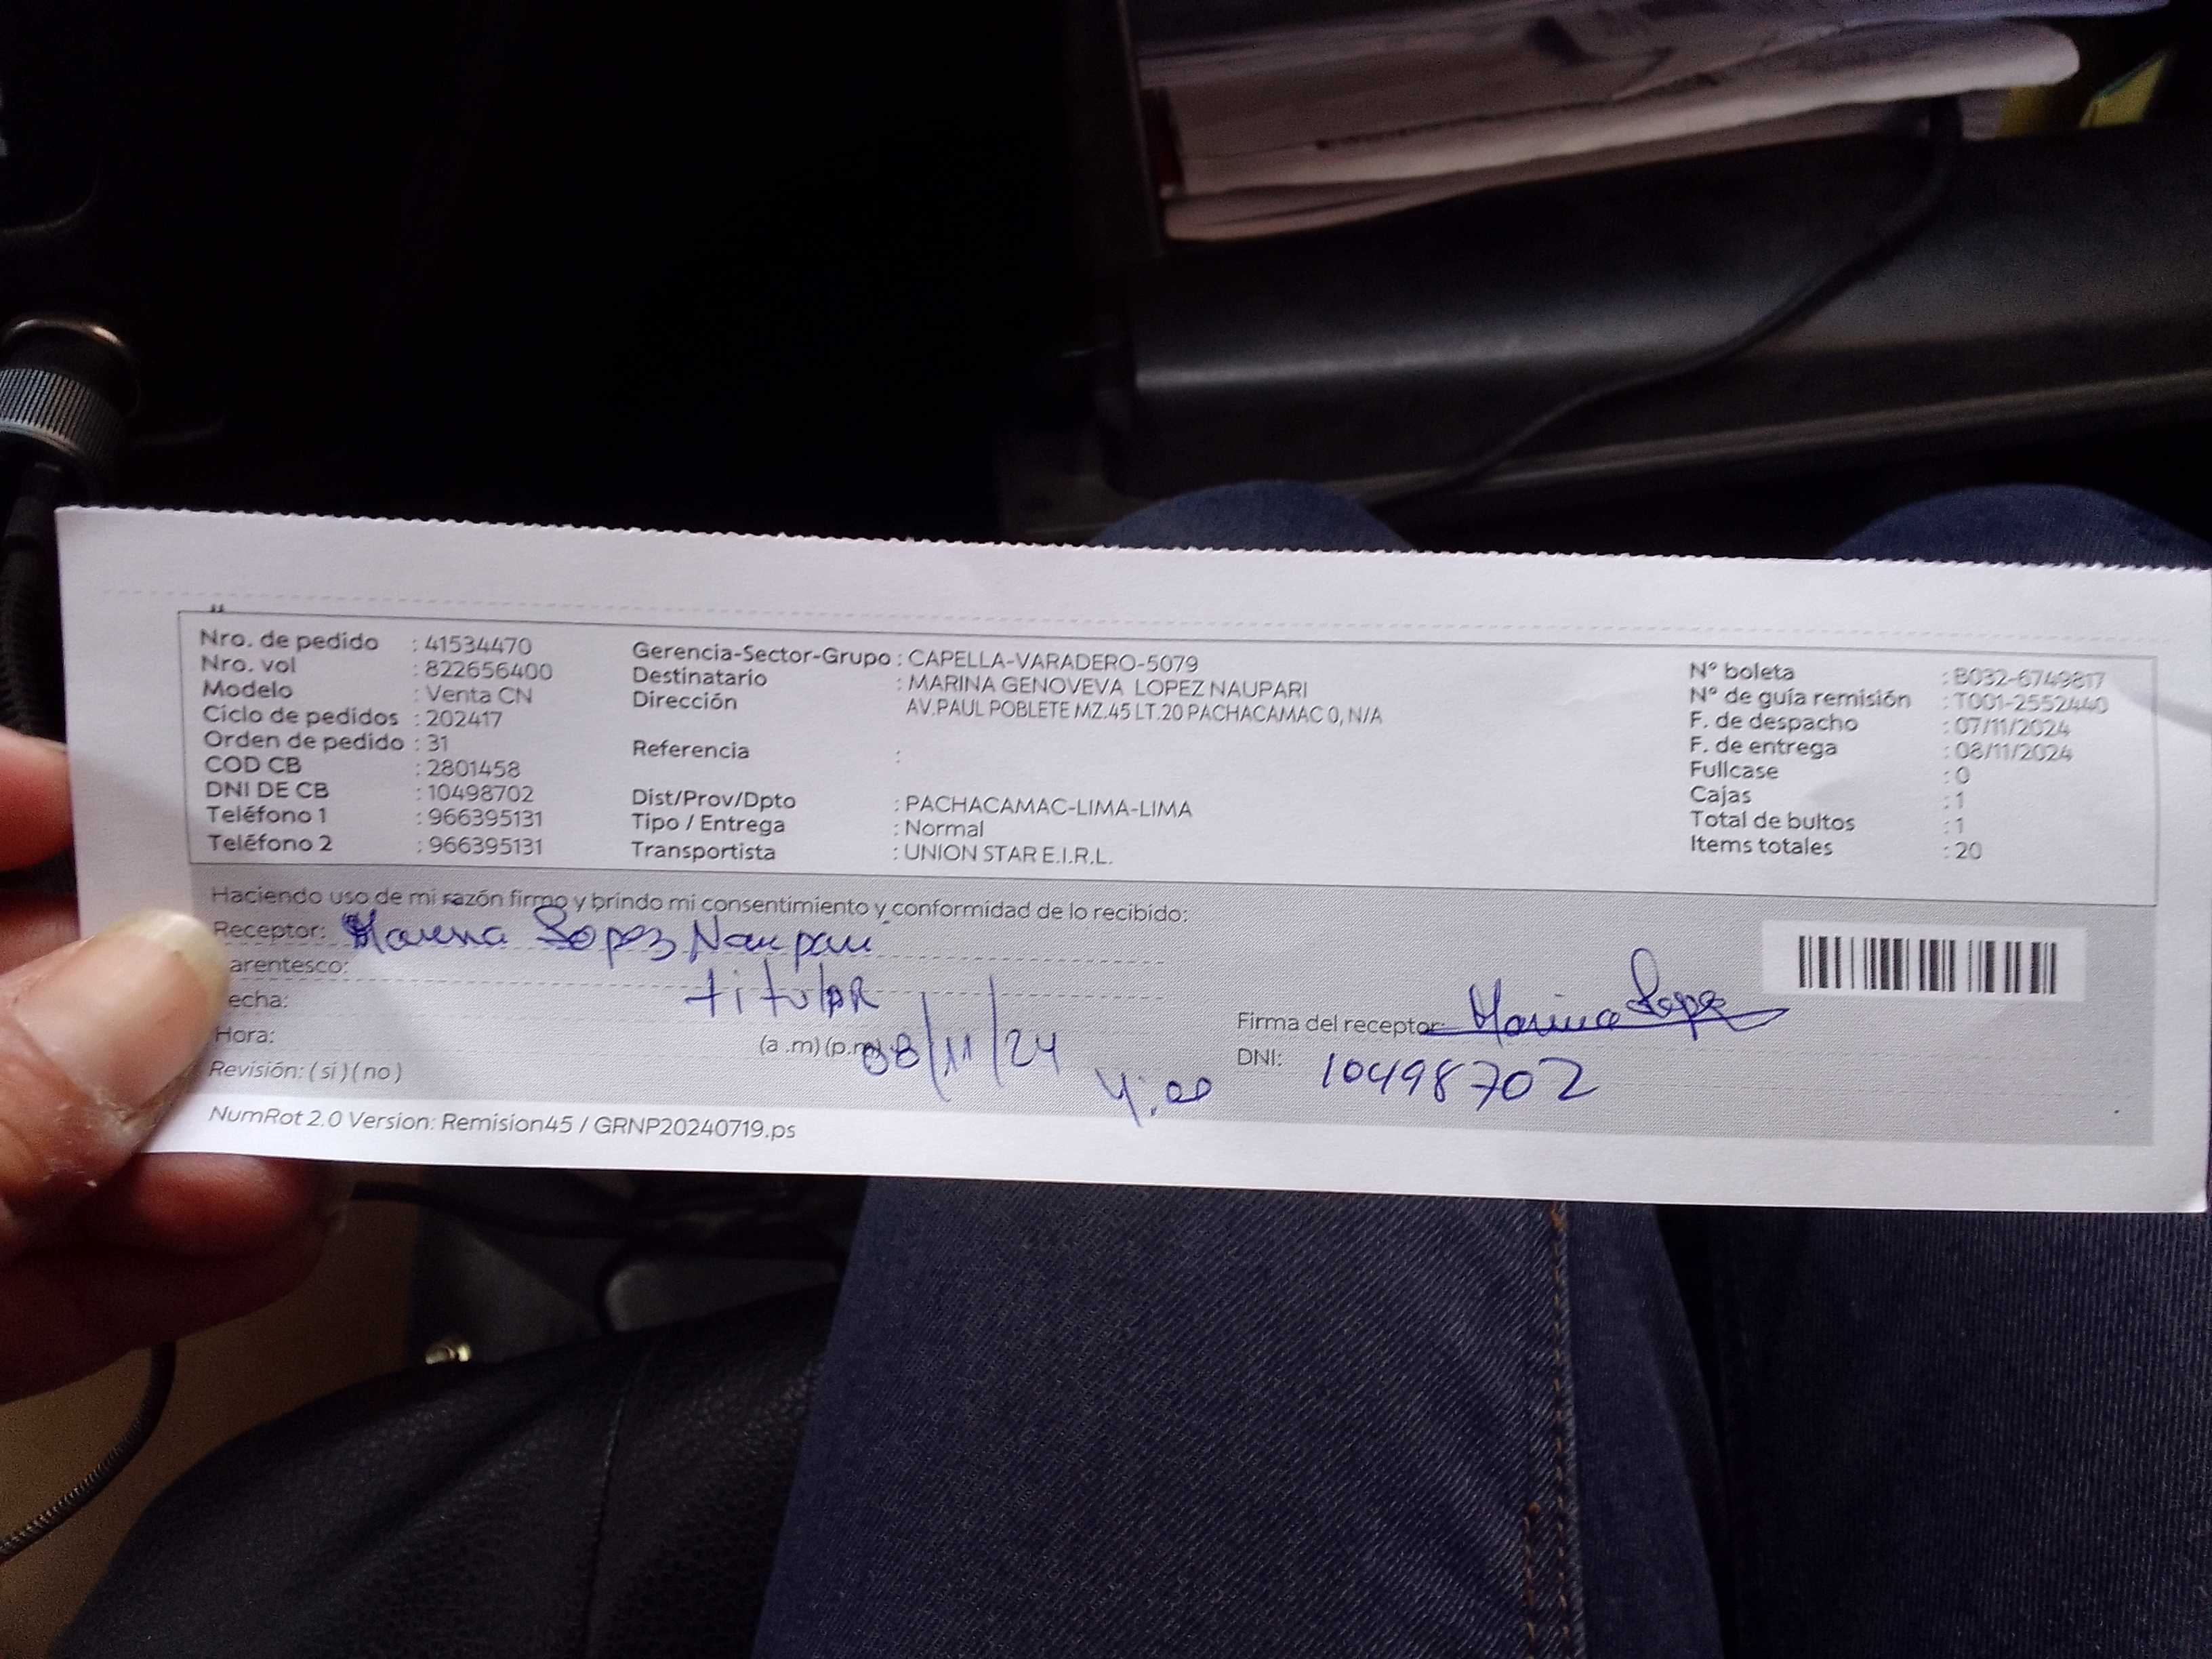 Nro. de pedido : 41534470
Nro. vol : 822656400
Modelo : Venta CN
Ciclo de pedidos : 202417
Orden de pedido : 31
COD CB : 2801458
DNI DE CB : 10498702
Teléfono 1 : 966395131
Teléfono 2 : 966395131
Gerencia-Sector-Grupo : CAPELLA-VARADERO-5079
Destinatario : MARINA GENOVEVA LOPEZ NAUPARI
Dirección AV.PAUL POBLETE MZ.45 LT.20 PACHACAMAC 0, N/A
Referencia :
Dist/Prov/Dpto : PACHACAMAC-LIMA-LIMA
Tipo / Entrega : Normal
Transportista : UNION STAR E.I.R.L.
N° boleta : B032-6749817
N° de guía remisión : T001-2552440
F. de despacho : 07/11/2024
F. de entrega : 08/11/2024
Fullcase : 0
Cajas : 1
Total de bultos : 1
Items totales : 20
Haciendo uso de mi razón firmo y brindo mi consentimiento y conformidad de lo recibido:
Receptor: Marina Lopez Naupari
arentesco: titular
echa: 08/11/24
Hora: (a .m) (p.m) 4:00
Revisión: ( si ) ( no )
Firma del receptor: Marina Lopez
DNI: 10498702
NumRot 2.0 Version: Remision45 / GRNP20240719.ps